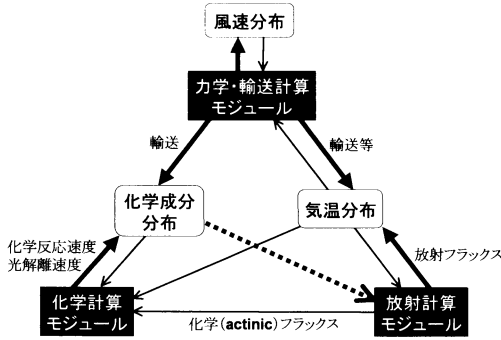 風速分布
力学・輸送計算
モジュール
輸送
輸送等
化学成分
分布
気温分布
化学反応速度
光解離速度
放射フラックス
化学計算
モジュール
化学(actinic)フラックス
放射計算
モジュール